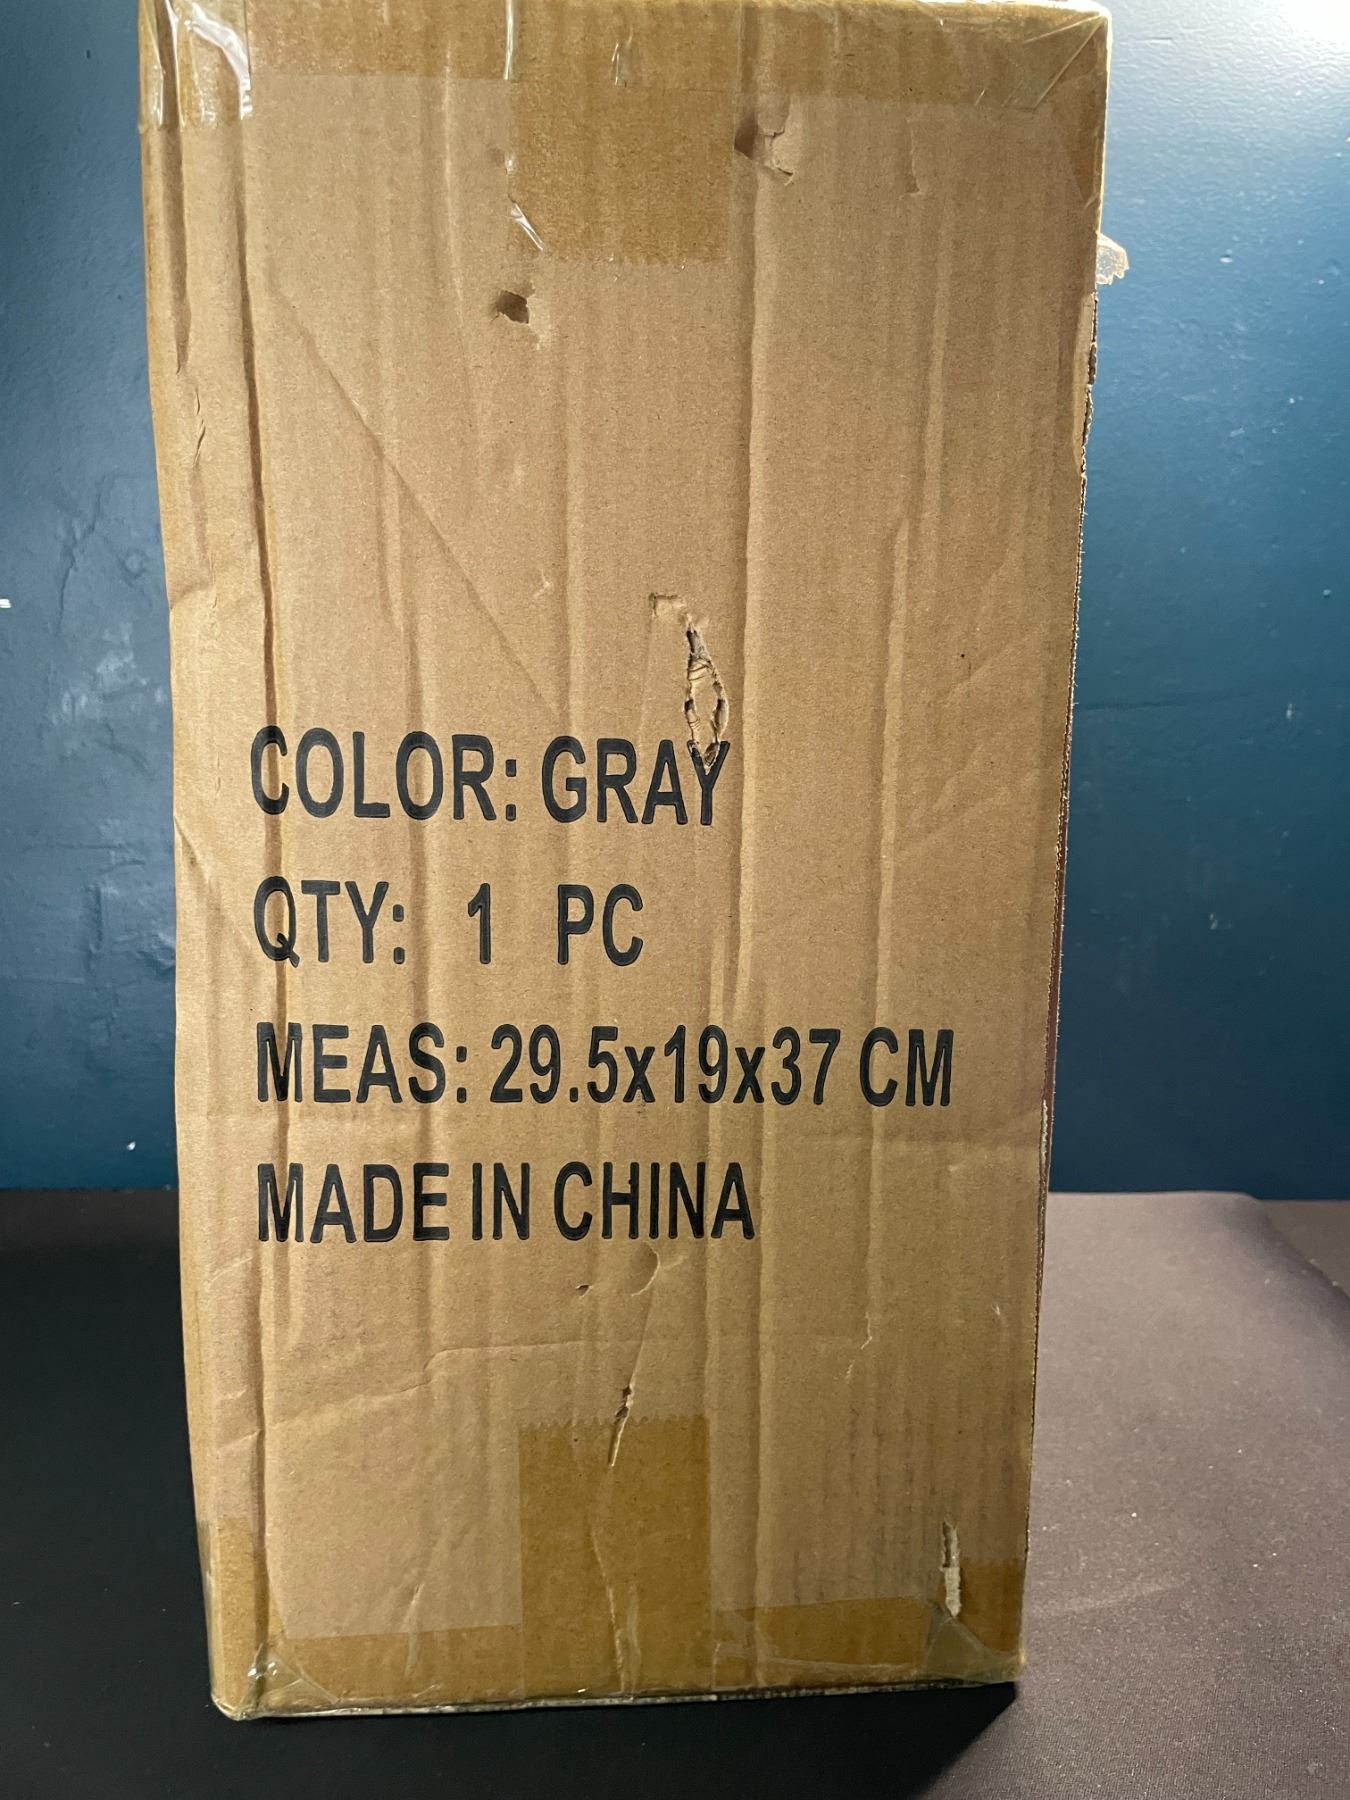 COLOR: GRAY
QTY: 1 PC
MEAS: 29.5x19x37 CM
MADE IN CHINA